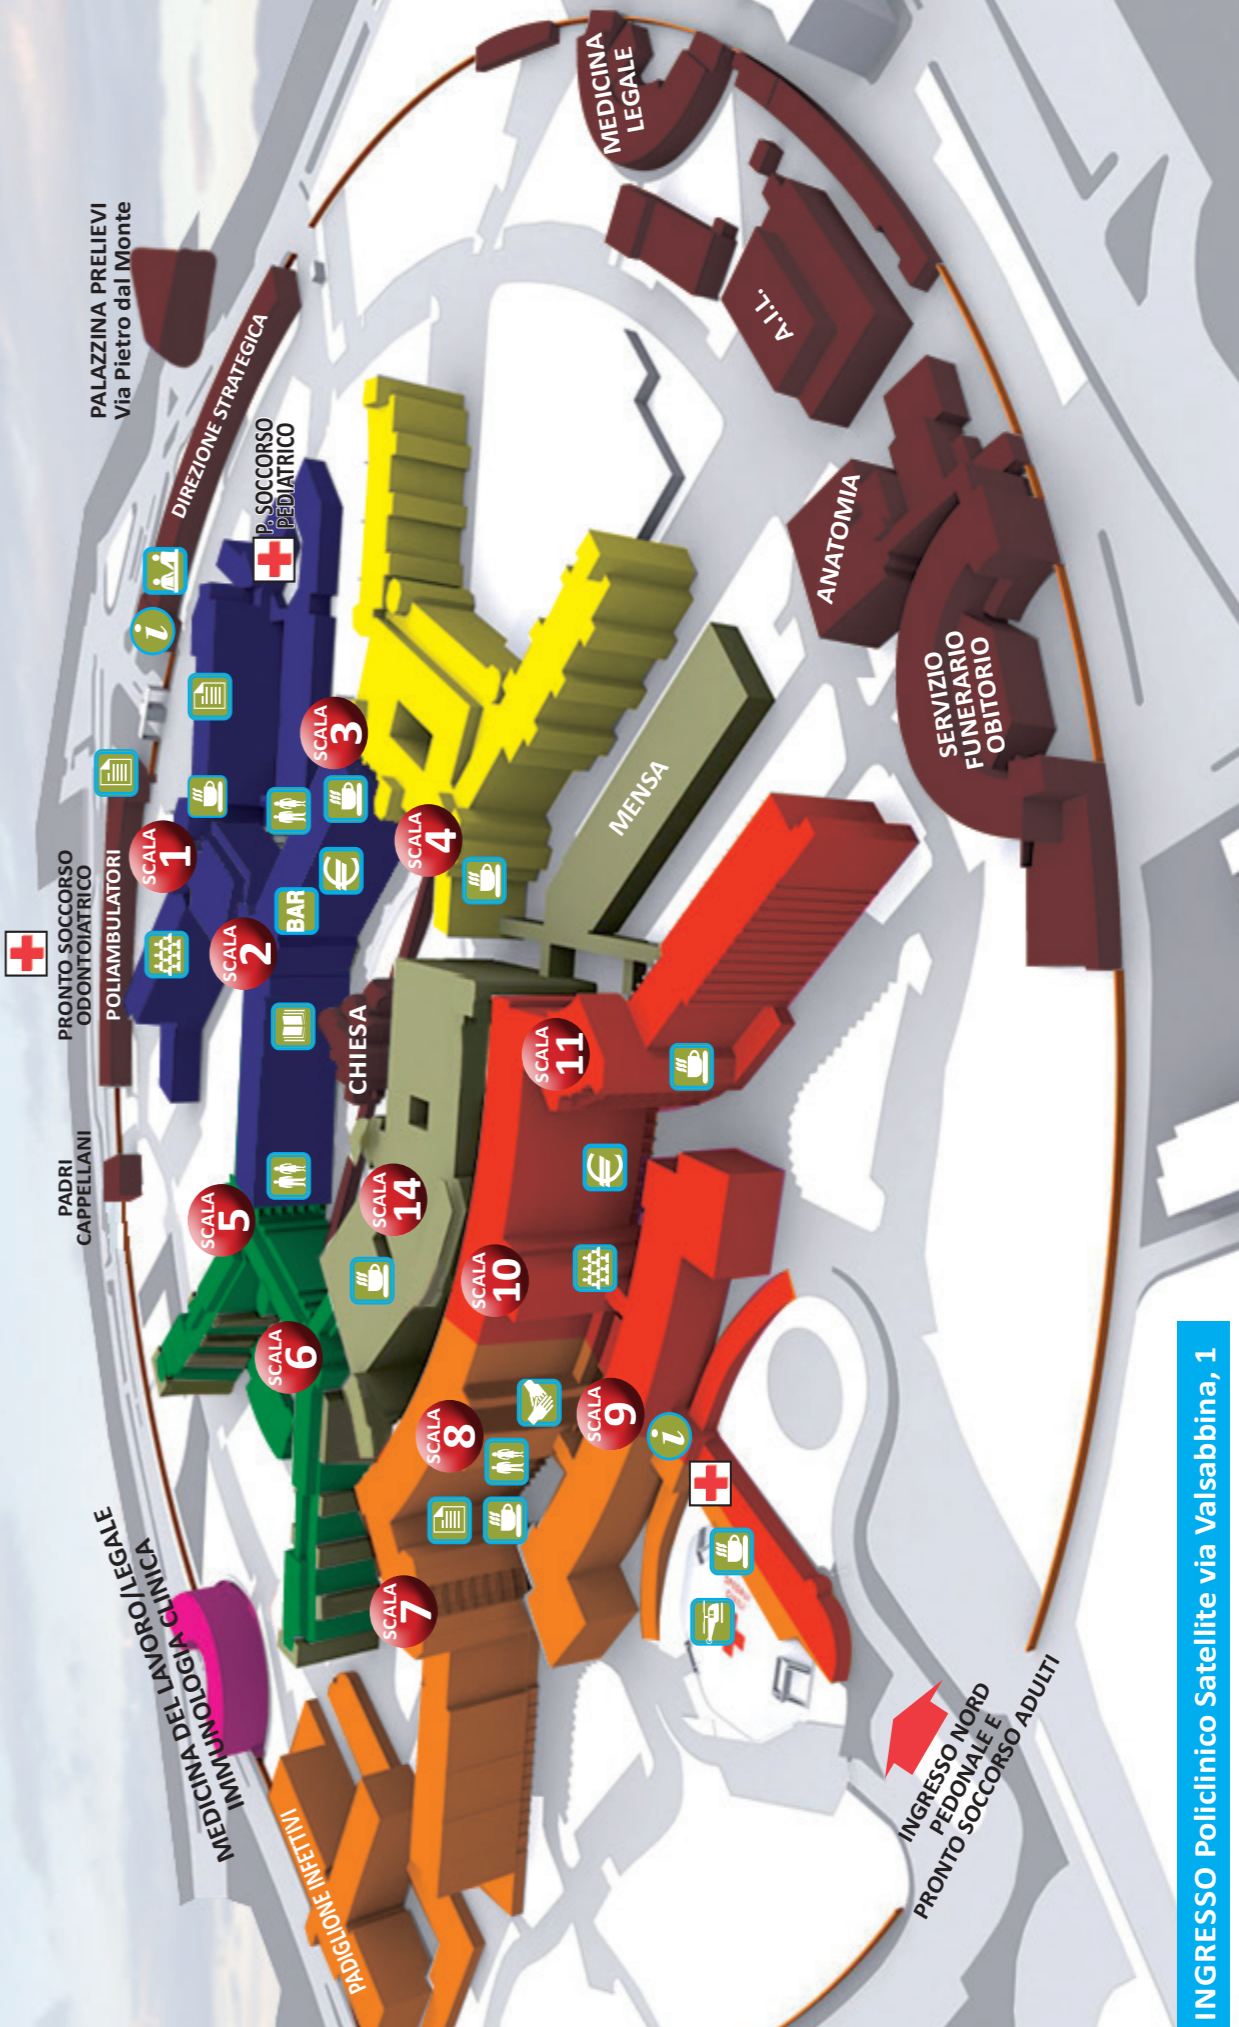 PALAZZINA PRELIEVI
Via Pietro dal Monte
DIREZIONE STRATEGICA
P. SOCCORSO
PEDIATRICO
PRONTO SOCCORSO
ODONTOIATRICO
POLIAMBULATORI
PADRI
CAPPELLANI
MEDICINA DEL LAVORO/LEGALE
IMMUNOLOGIA CLINICA
PADIGLIONE INFETTIVI
SCALA
1
SCALA
2
SCALA
3
SCALA
4
SCALA
5
SCALA
6
SCALA
7
SCALA
8
SCALA
9
SCALA
10
SCALA
11
SCALA
14
i
BAR
€
CHIESA
€
i
MENSA
MEDICINA
LEGALE
A.I.L.
ANATOMIA
SERVIZIO
FUNERARIO
OBITORIO
INGRESSO NORD
PEDONALE E
PRONTO SOCCORSO ADULTI
INGRESSO Policlinico Satellite via Valsabbina, 1